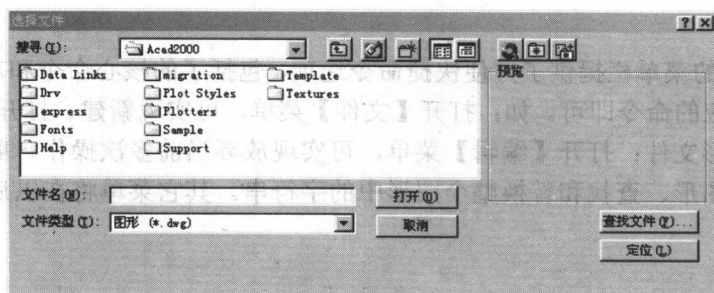 选择文件
搜寻(I): Acad2000
Data Links migration Template
Drv Plot Styles Textures
express Plotters
Fonts Sample
Help Support
预览
文件名(N): 打开(O)
文件类型(T): 图形 (*.dwg) 取消
查找文件(F)...
定位(L)